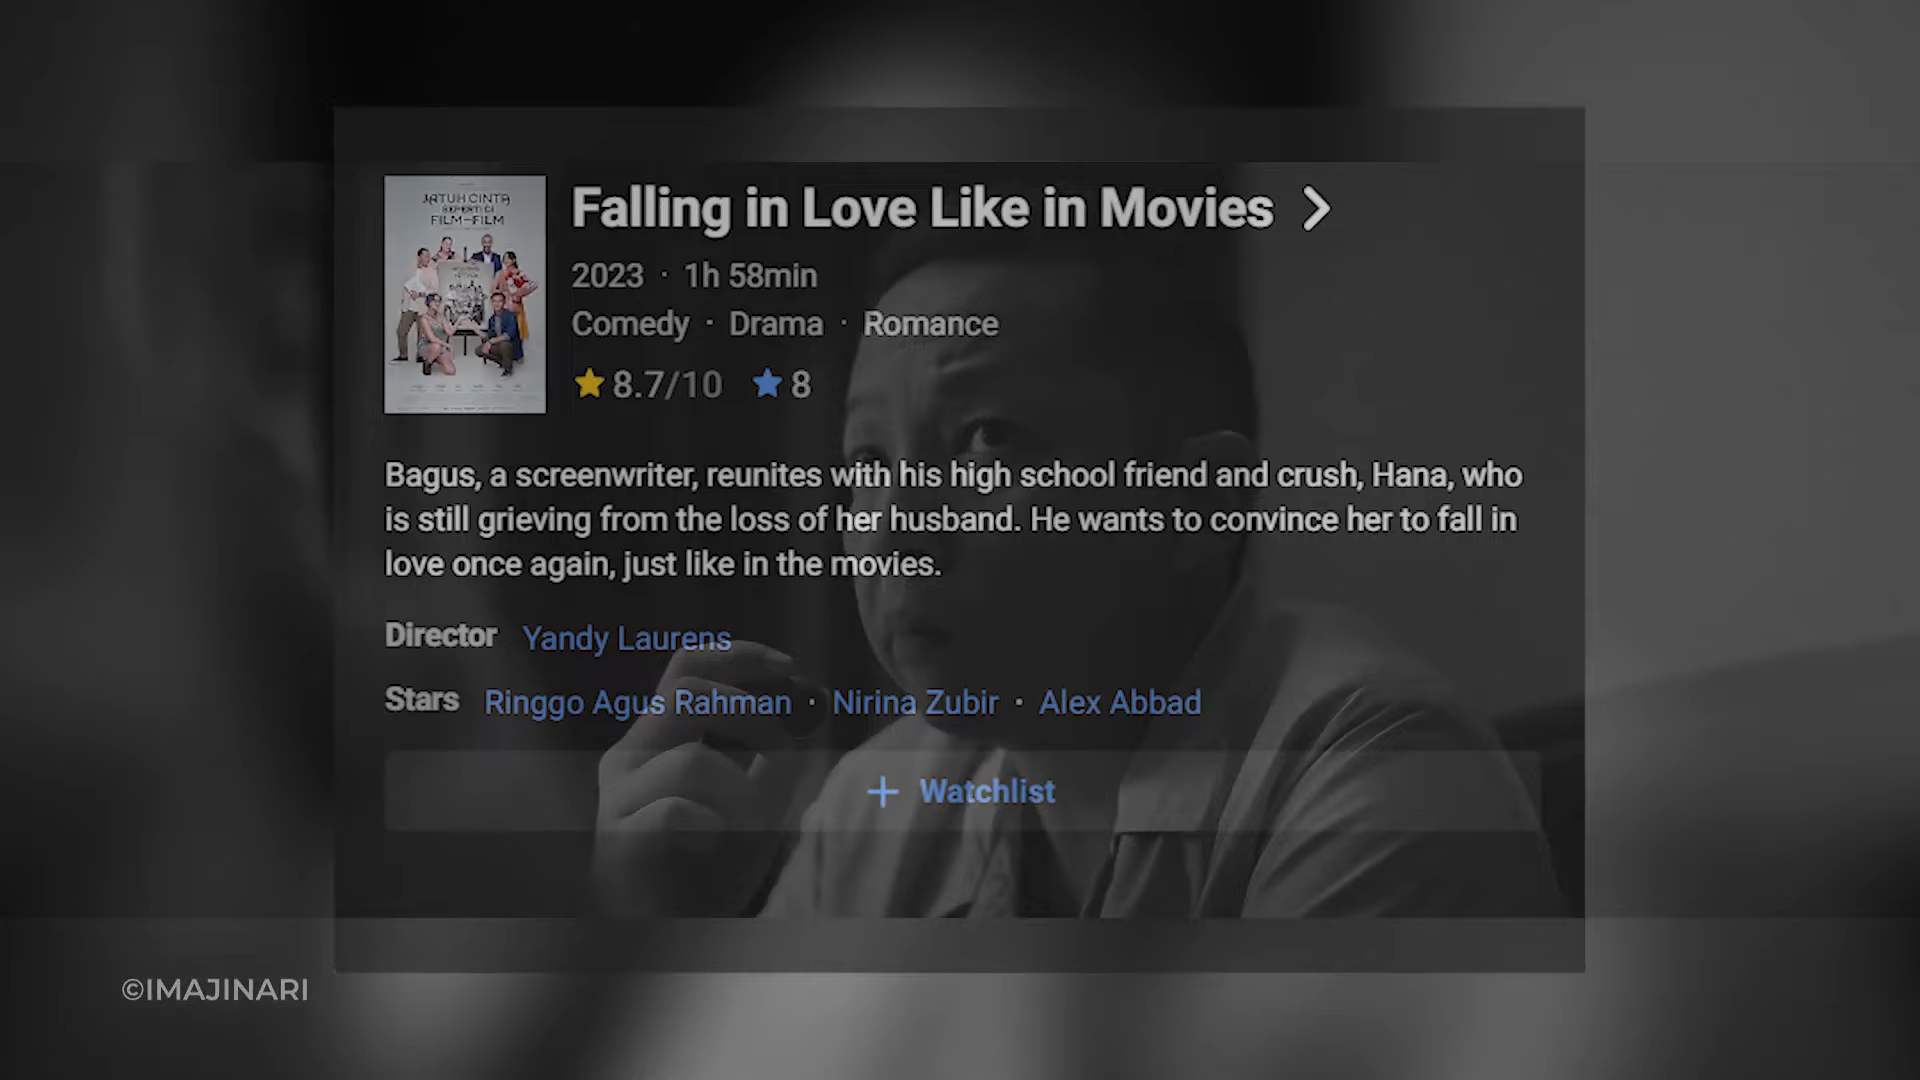 JATUH CINTA
SEPERTI DI
FILM-FILM
Falling in Love Like in Movies
2023 · 1h 58min
Comedy · Drama · Romance
8.7/10 8
Bagus, a screenwriter, reunites with his high school friend and crush, Hana, who
is still grieving from the loss of her husband. He wants to convince her to fall in
love once again, just like in the movies.
Director Yandy Laurens
Stars Ringgo Agus Rahman · Nirina Zubir · Alex Abbad
+ Watchlist
©IMAJINARI